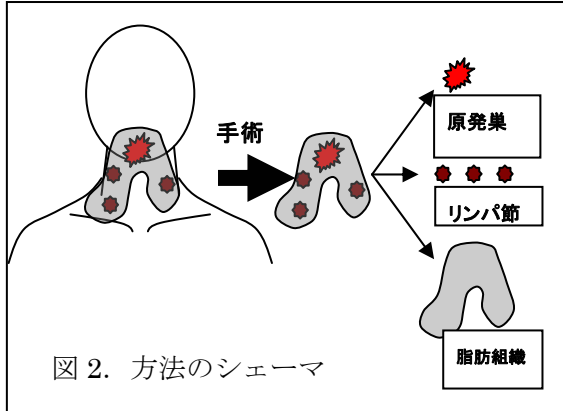 手術
原発巣
リンパ節
脂肪組織
図 2. 方法のシェーマ